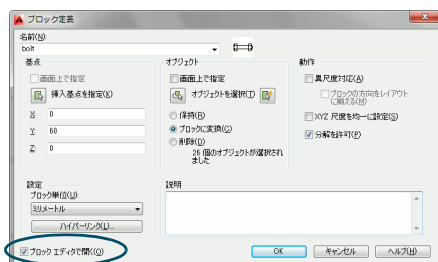 ブロック定義
名前(N):
bolt
基点
画面上で指定
挿入基点を指定(K)
X: 0
Y: 60
Z: 0
オブジェクト
画面上で指定
オブジェクトを選択(T)
保持(R)
ブロックに変換(C)
削除(D)
26 個のオブジェクトが選択され
ました
動作
異尺度対応(A)
ブロックの方向をレイアウト
に揃える(M)
XYZ 尺度を均一に設定(S)
分解を許可(P)
設定
ブロック単位(U):
ミリメートル
ハイパーリンク(L)...
説明
ブロック エディタで開く(O)
OK
キャンセル
ヘルプ(H)